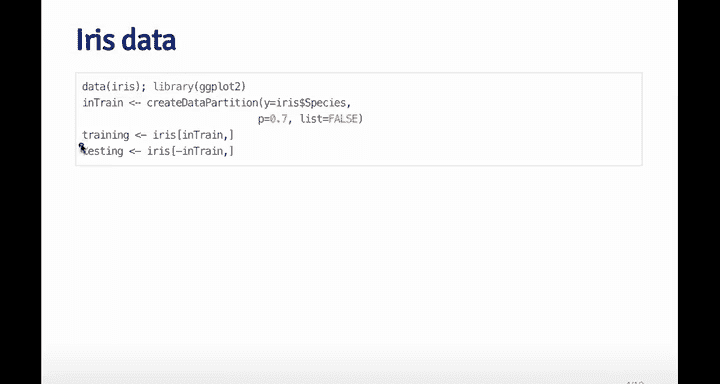 Iris data
data(iris); library(ggplot2)
inTrain <- createDataPartition(y=iris$Species,
p=0.7, list=FALSE)
training <- iris[inTrain,]
testing <- iris[-inTrain,]